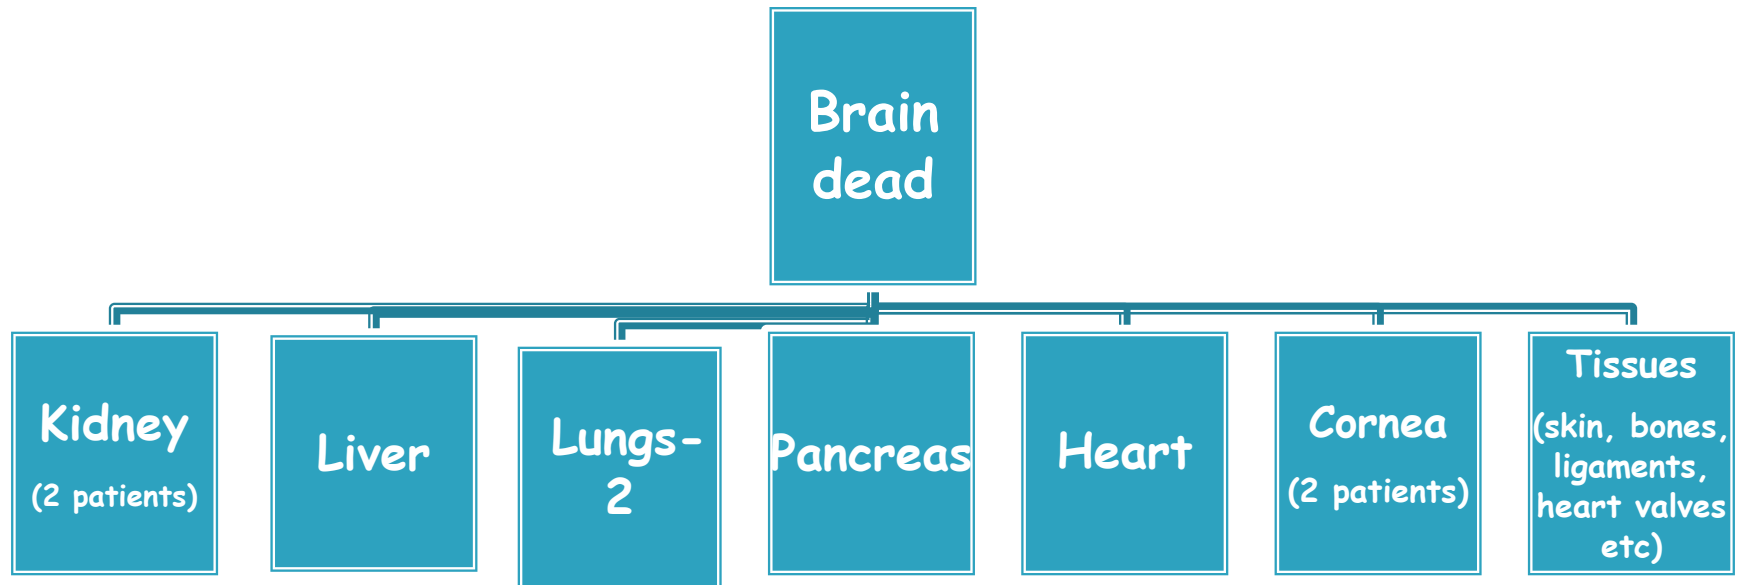 Brain
dead
Kidney
(2 patients)
Liver
Lungs-
2
Pancreas
Heart
Cornea
(2 patients)
Tissues
(skin, bones,
ligaments,
heart valves
etc)